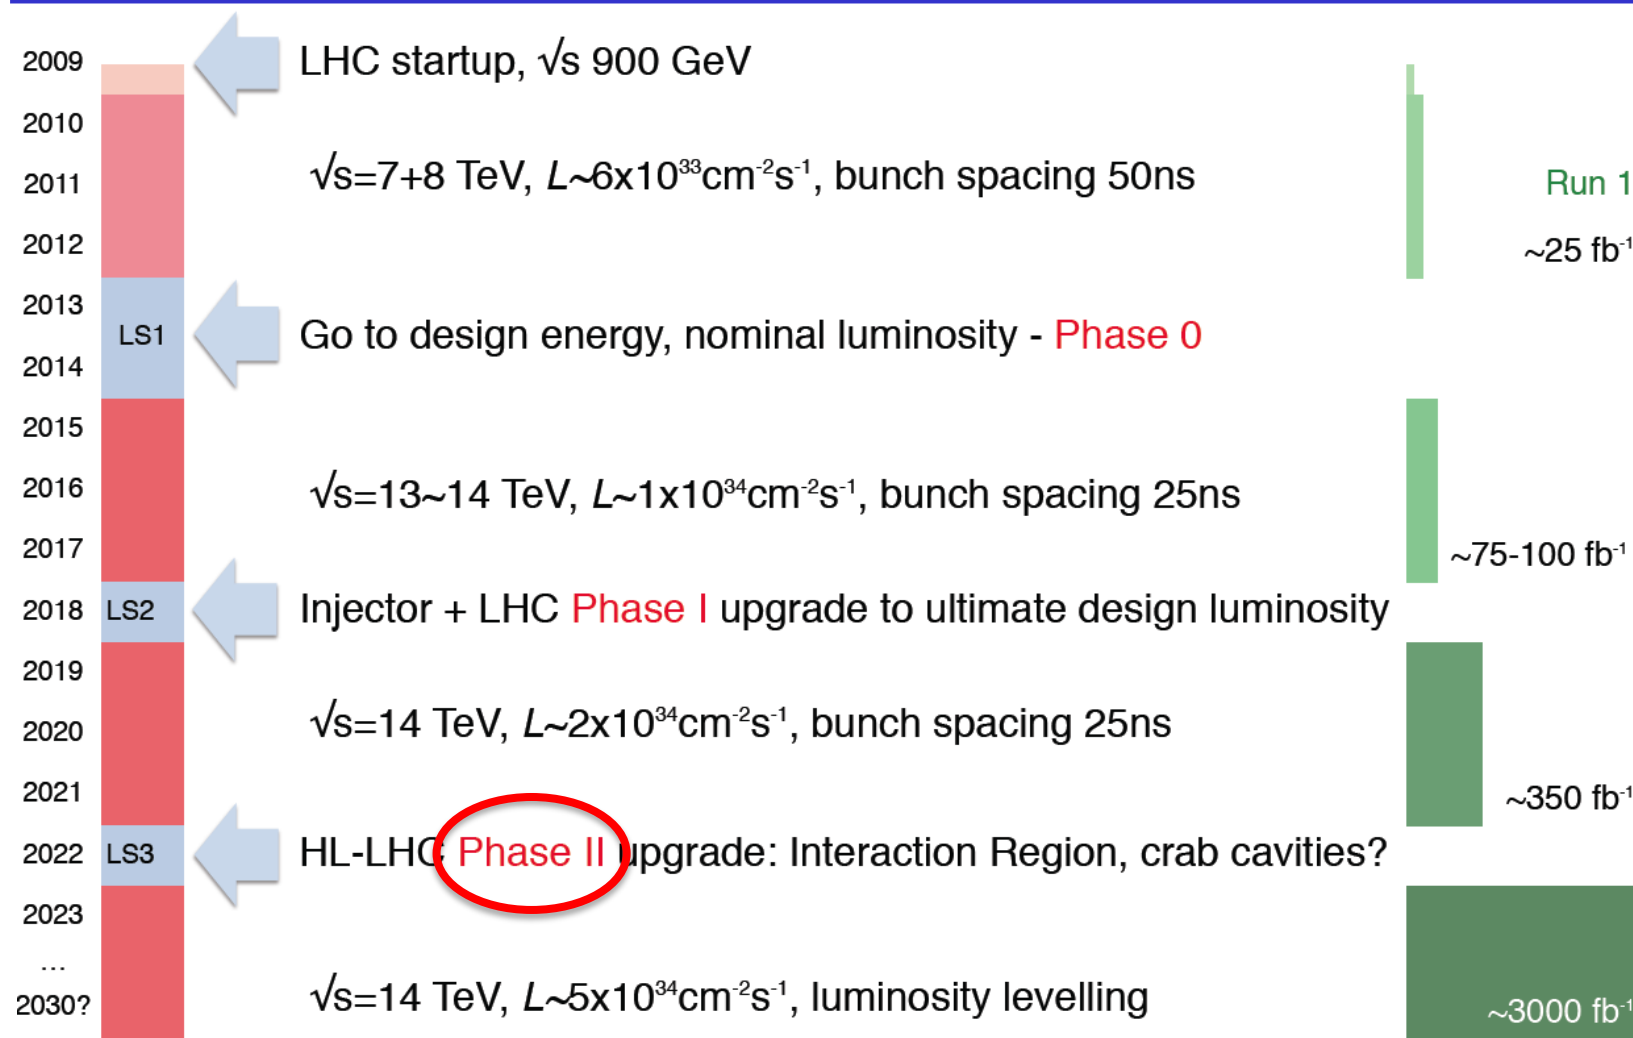 2009 LHC startup, √s 900 GeV
2010
√s=7+8 TeV, L~6x10³³cm⁻²s⁻¹, bunch spacing 50ns
2011 Run 1
2012 ~25 fb⁻¹
2013
LS1 Go to design energy, nominal luminosity - Phase 0
2014
2015
2016 √s=13~14 TeV, L~1x10³⁴cm⁻²s⁻¹, bunch spacing 25ns
2017 ~75-100 fb⁻¹
2018 LS2 Injector + LHC Phase I upgrade to ultimate design luminosity
2019
2020 √s=14 TeV, L~2x10³⁴cm⁻²s⁻¹, bunch spacing 25ns
2021 ~350 fb⁻¹
2022 LS3 HL-LHC Phase II upgrade: Interaction Region, crab cavities?
2023
...
2030? √s=14 TeV, L~5x10³⁴cm⁻²s⁻¹, luminosity levelling ~3000 fb⁻¹